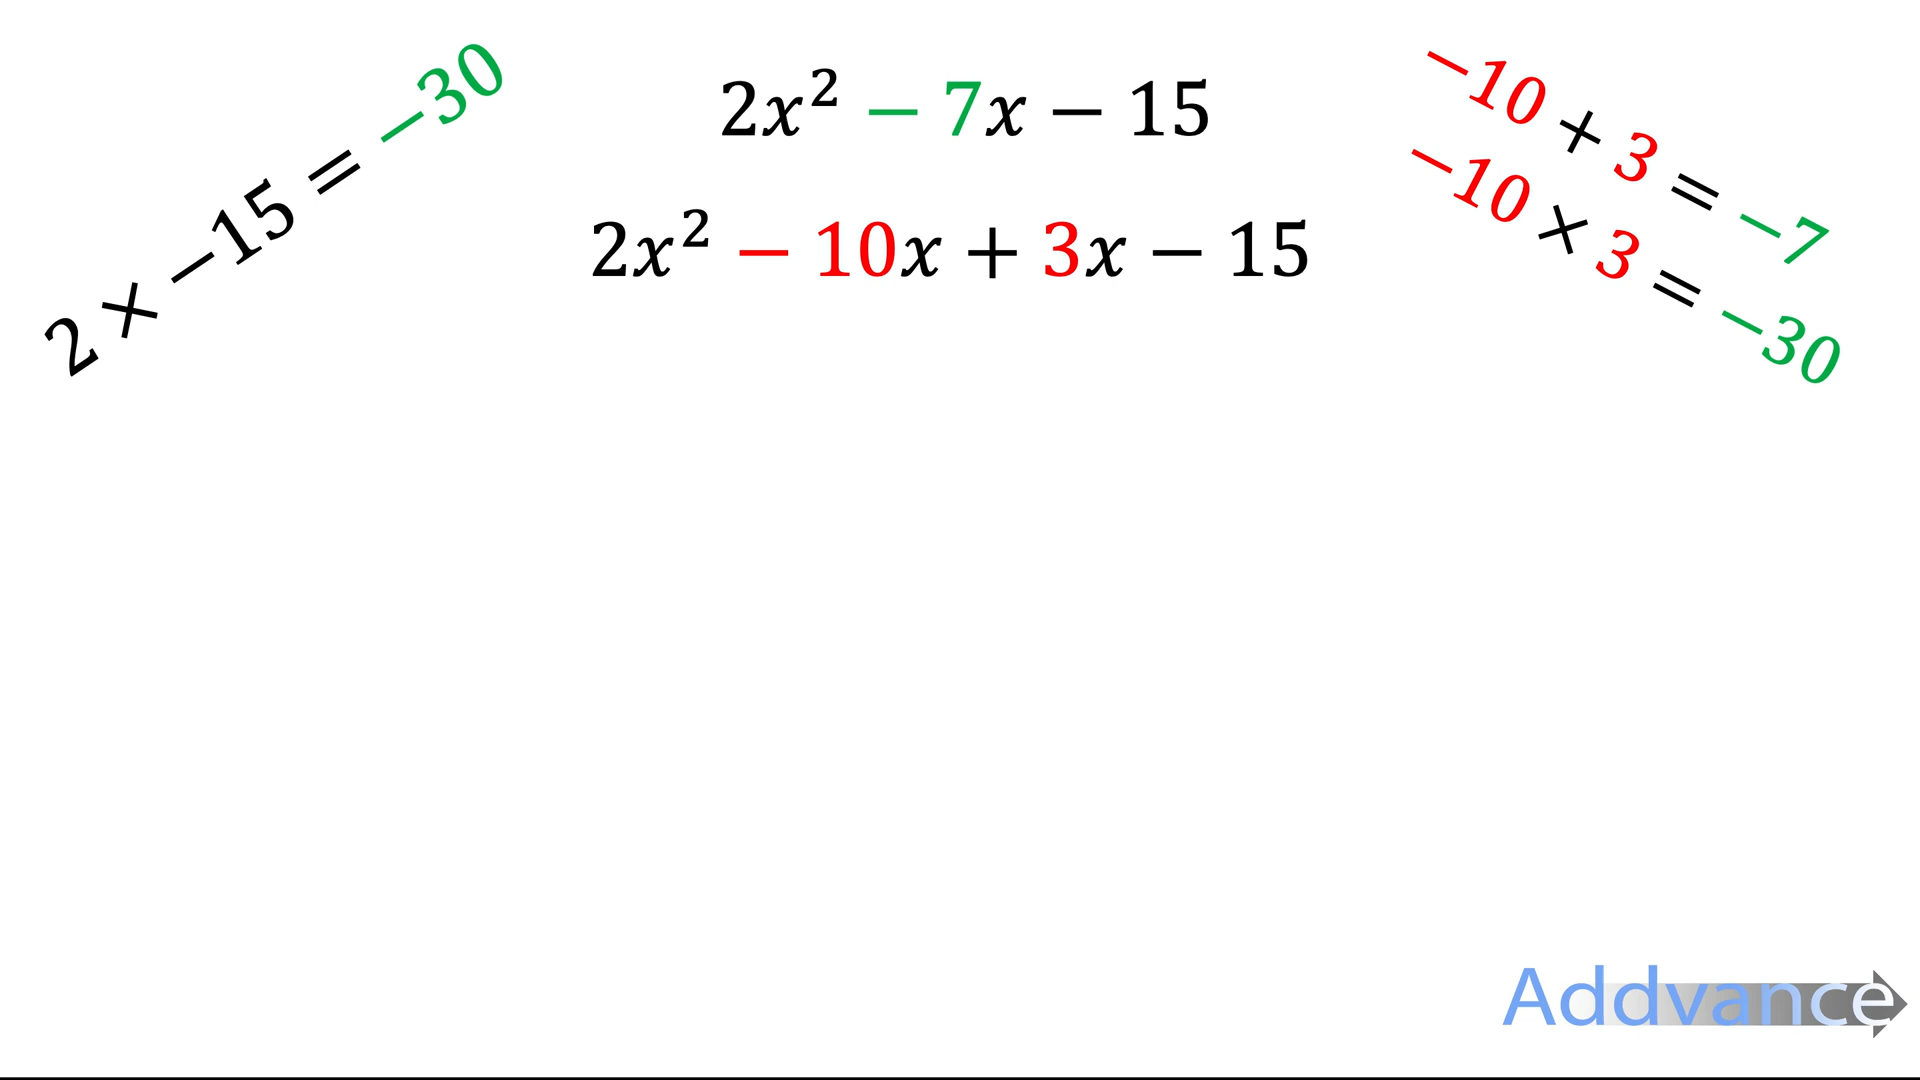 2 × −15 = −30
2x² − 7x − 15
2x² − 10x + 3x − 15
−10 + 3 = −7
−10 × 3 = −30
Addvance